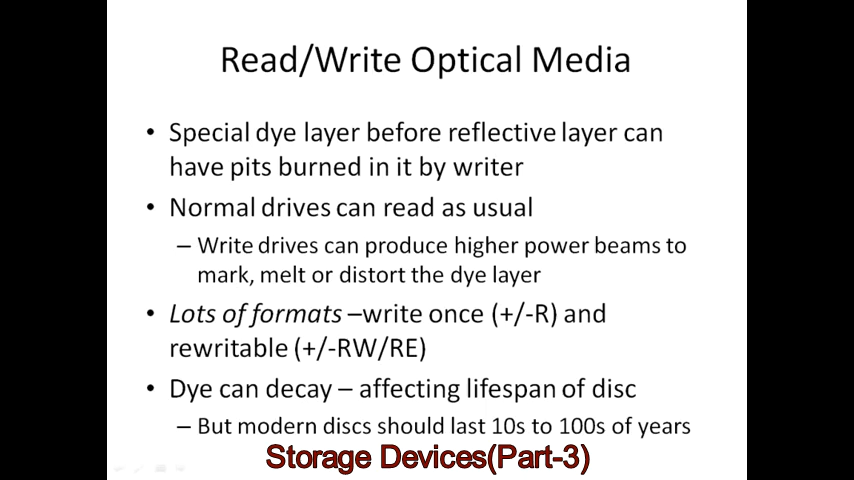 Read/Write Optical Media
• Special dye layer before reflective layer can
have pits burned in it by writer
• Normal drives can read as usual
– Write drives can produce higher power beams to
mark, melt or distort the dye layer
• Lots of formats –write once (+/-R) and
rewritable (+/-RW/RE)
• Dye can decay – affecting lifespan of disc
– But modern discs should last 10s to 100s of years
Storage Devices(Part-3)